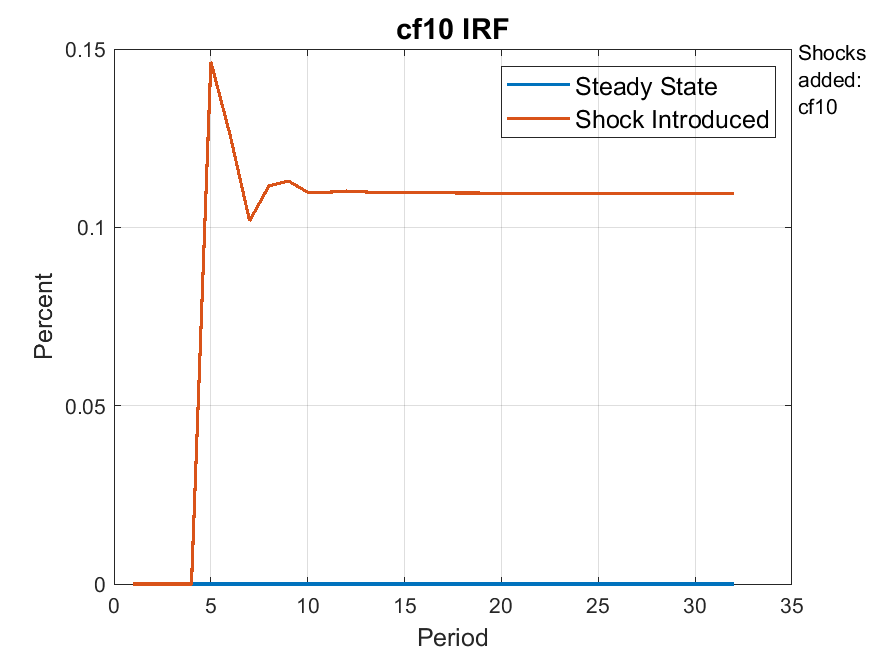 cf10 IRF
Shocks
added:
cf10
Steady State
Shock Introduced
0.15
0.1
0.05
0
Percent
0
5
10
15
20
25
30
35
Period